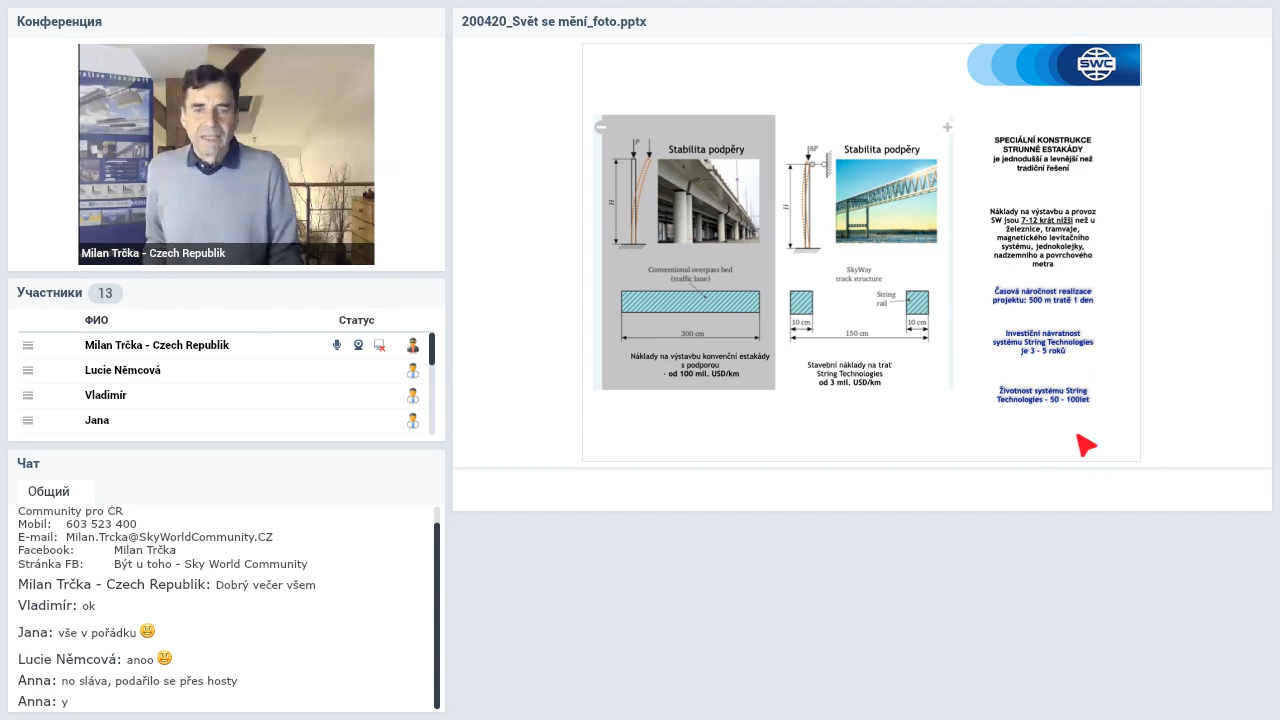 Конференция
Milan Trčka - Czech Republik
Участники 13
ФИО Статус
Milan Trčka - Czech Republik
Lucie Němcová
Vladimír
Jana
Чат
Общий
Community pro ČR
Mobil: 603 523 400
E-mail: Milan.Trcka@SkyWorldCommunity.CZ
Facebook: Milan Trčka
Stránka FB: Být u toho - Sky World Community
Milan Trčka - Czech Republik: Dobrý večer všem
Vladimír: ok
Jana: vše v pořádku
Lucie Němcová: anoo
Anna: no sláva, podařilo se přes hosty
Anna: y
200420_Svět se mění_foto.pptx
SWC
P
Stabilita podpěry
H
Conventional overpass bed
(traffic lane)
300 cm
Náklady na výstavbu konvenční estakády
s podporou
- od 100 mil. USD/km
8P
Stabilita podpěry
H
SkyWay
track structure
String
rail
10 cm
10 cm
150 cm
Stavební náklady na trať
String Technologies
od 3 mil. USD/km
SPECIÁLNÍ KONSTRUKCE
STRUNNÉ ESTAKÁDY
je jednodušší a levnější než
tradiční řešení
Náklady na výstavbu a provoz
SW jsou 7-12 krát nižší než u
železnice, tramvaje,
magnetického levitačního
systému, jednokolejky,
nadzemního a povrchového
metra
Časová náročnost realizace
projektu: 500 m tratě 1 den
Investiční návratnost
systému String Technologies
je 3 - 5 roků
Životnost systému String
Technologies - 50 - 100let